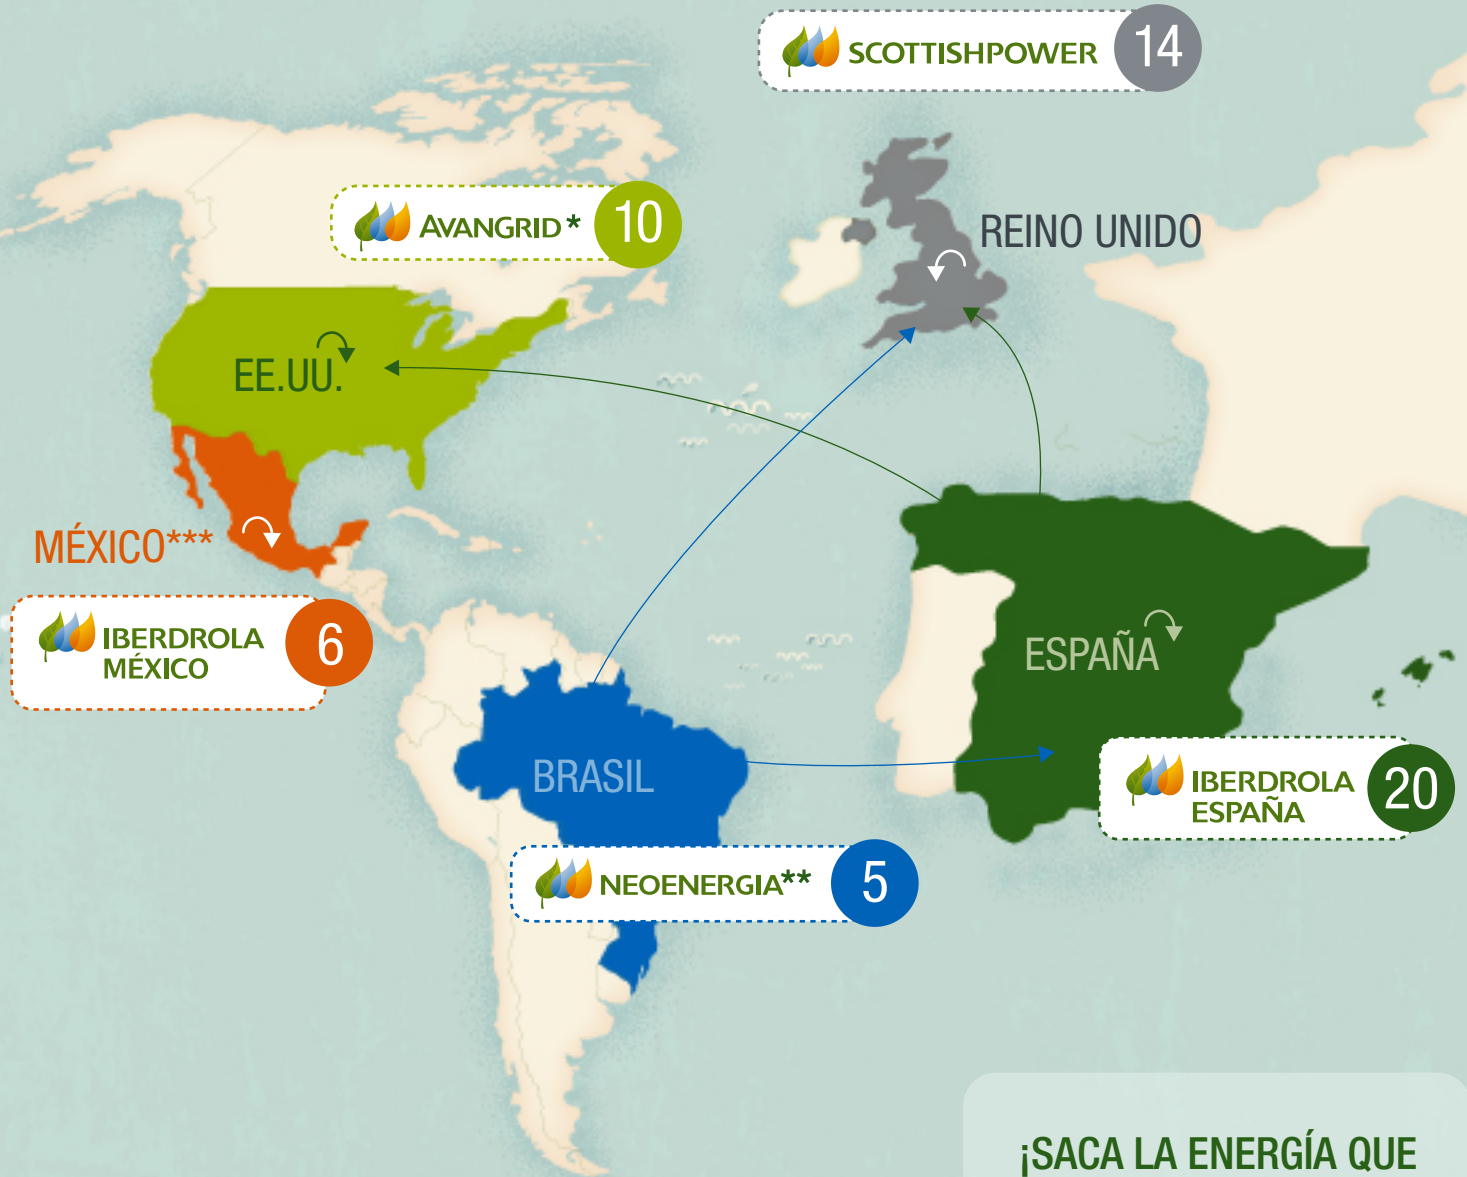 SCOTTISHPOWER 14
AVANGRID* 10
REINO UNIDO
EE.UU.
MÉXICO***
IBERDROLA
MÉXICO
6
ESPAÑA
BRASIL
IBERDROLA
ESPAÑA
20
NEOENERGIA** 5
¡SACA LA ENERGÍA QUE